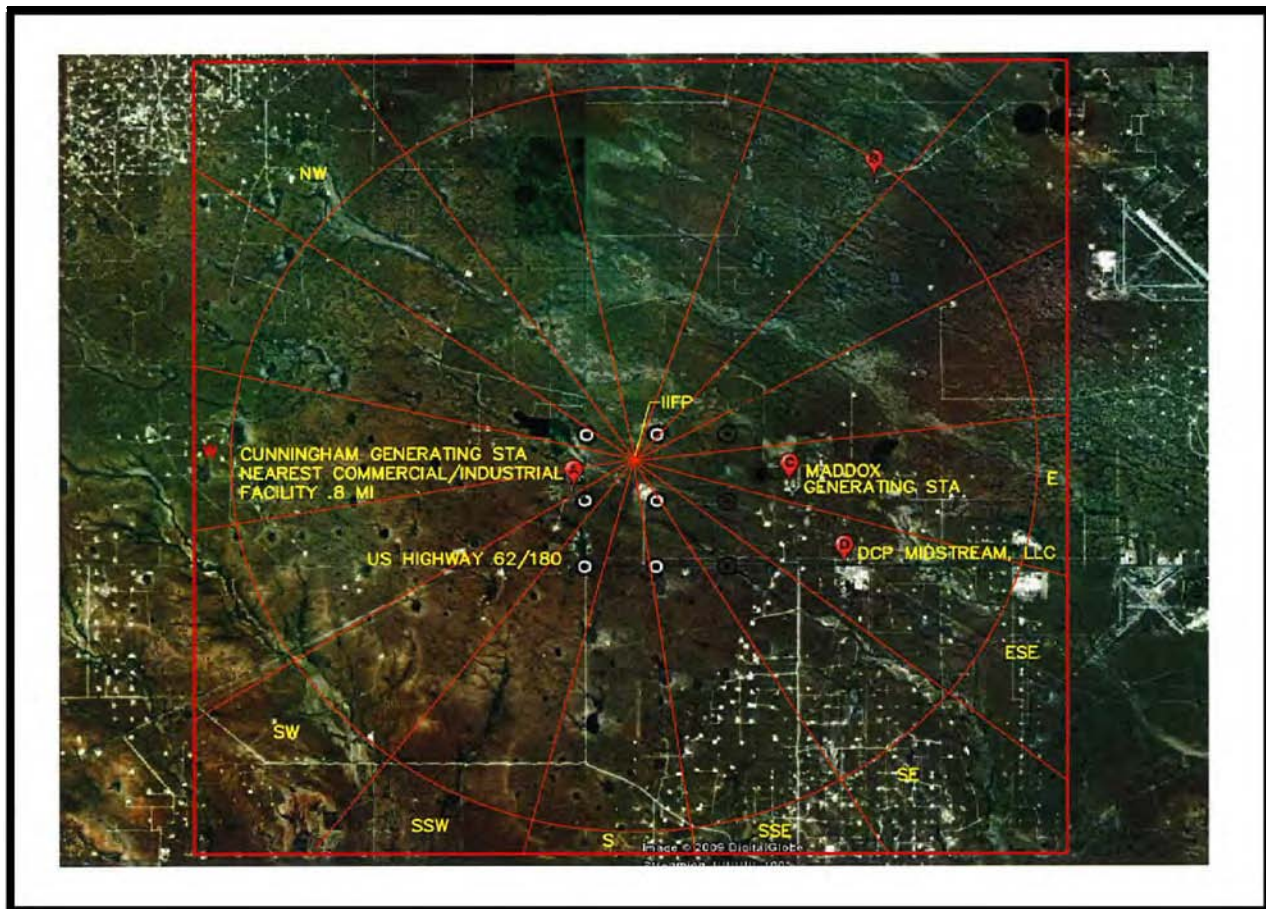 NW
IIFP
CUNNINGHAM GENERATING STA
NEAREST COMMERCIAL/INDUSTRIAL
FACILITY .8 MI
C
MADDOX
GENERATING STA
E
D
DCP MIDSTREAM, LLC
US HIGHWAY 62/180
ESE
SW
SE
SSW
SSE
S
Image © 2009 DigitalGlobe